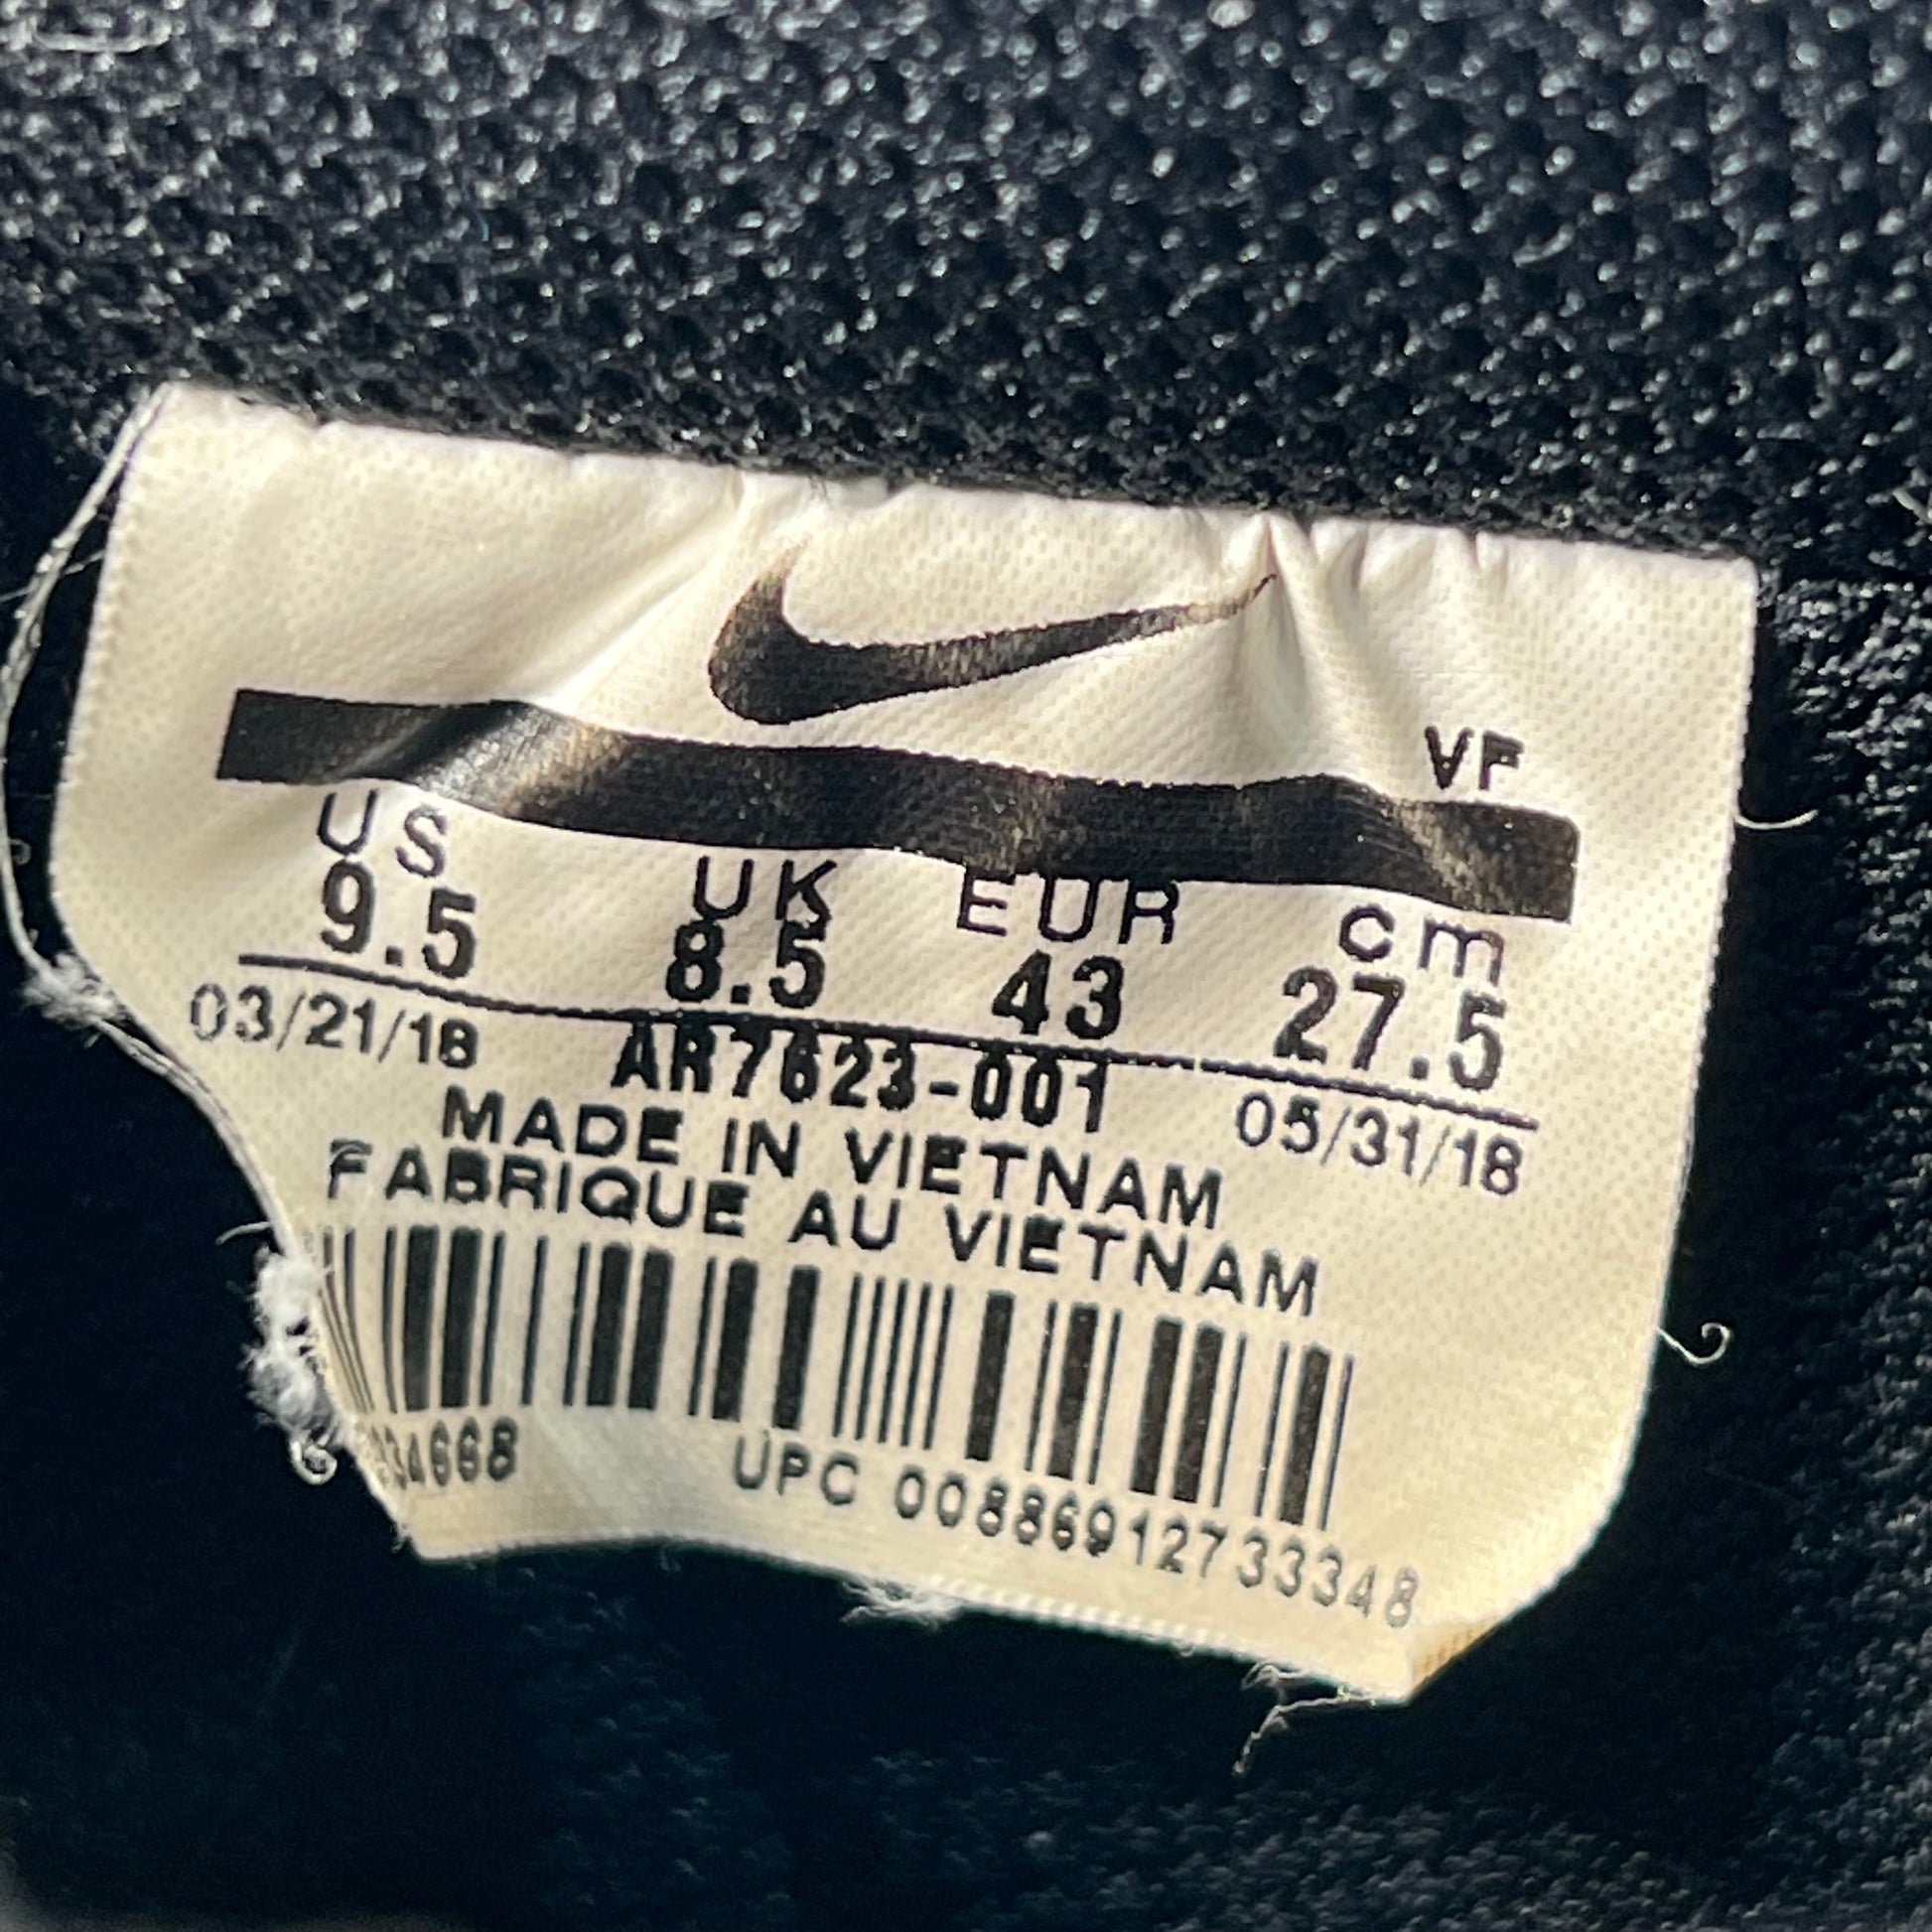 VF
US UK EUR cm
9.5 8.5 43 27.5
03/21/18 AR7623-001 05/31/18
MADE IN VIETNAM
FABRIQUE AU VIETNAM
34668 UPC 00886912733348